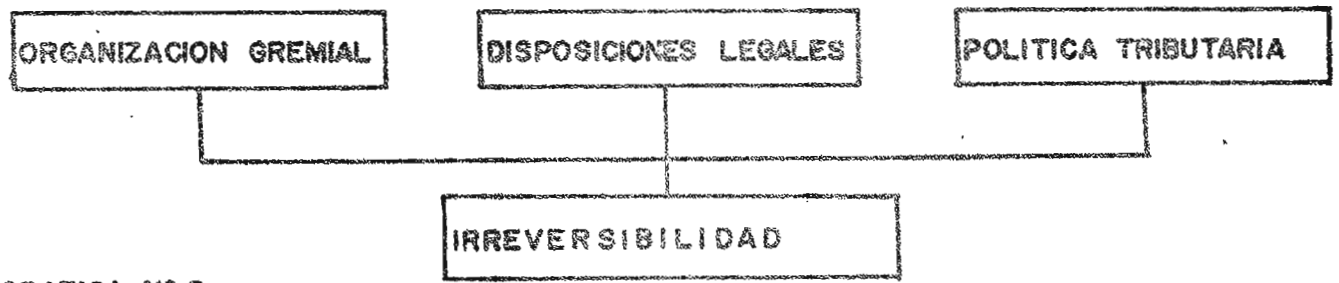 ORGANIZACION GREMIAL
DISPOSICIONES LEGALES
POLITICA TRIBUTARIA
IRREVERSIBILIDAD